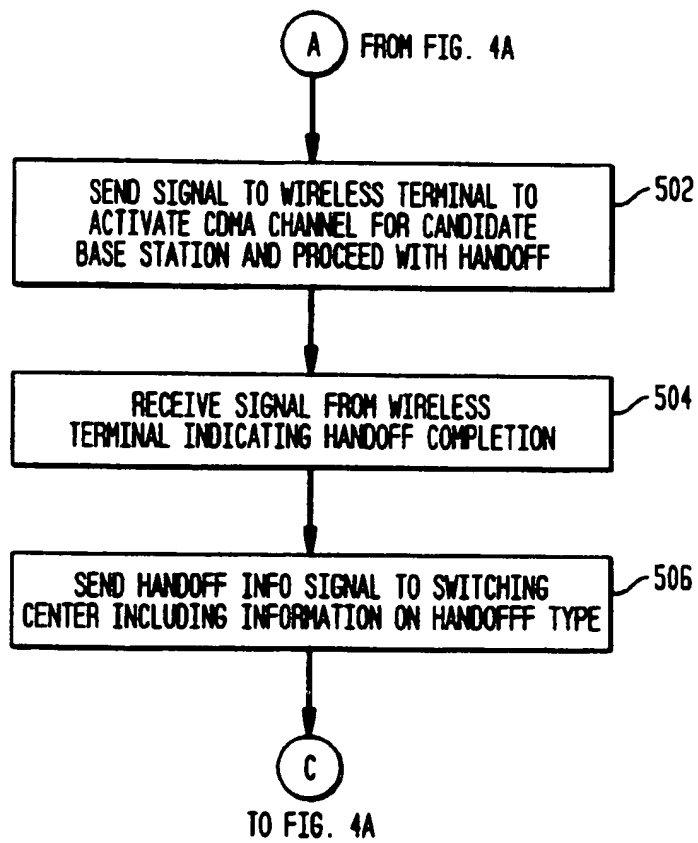 A FROM FIG. 4A
SEND SIGNAL TO WIRELESS TERMINAL TO
ACTIVATE CDMA CHANNEL FOR CANDIDATE
BASE STATION AND PROCEED WITH HANDOFF
502
RECEIVE SIGNAL FROM WIRELESS
TERMINAL INDICATING HANDOFF COMPLETION
504
SEND HANDOFF INFO SIGNAL TO SWITCHING
CENTER INCLUDING INFORMATION ON HANDOFFF TYPE
506
C
TO FIG. 4A